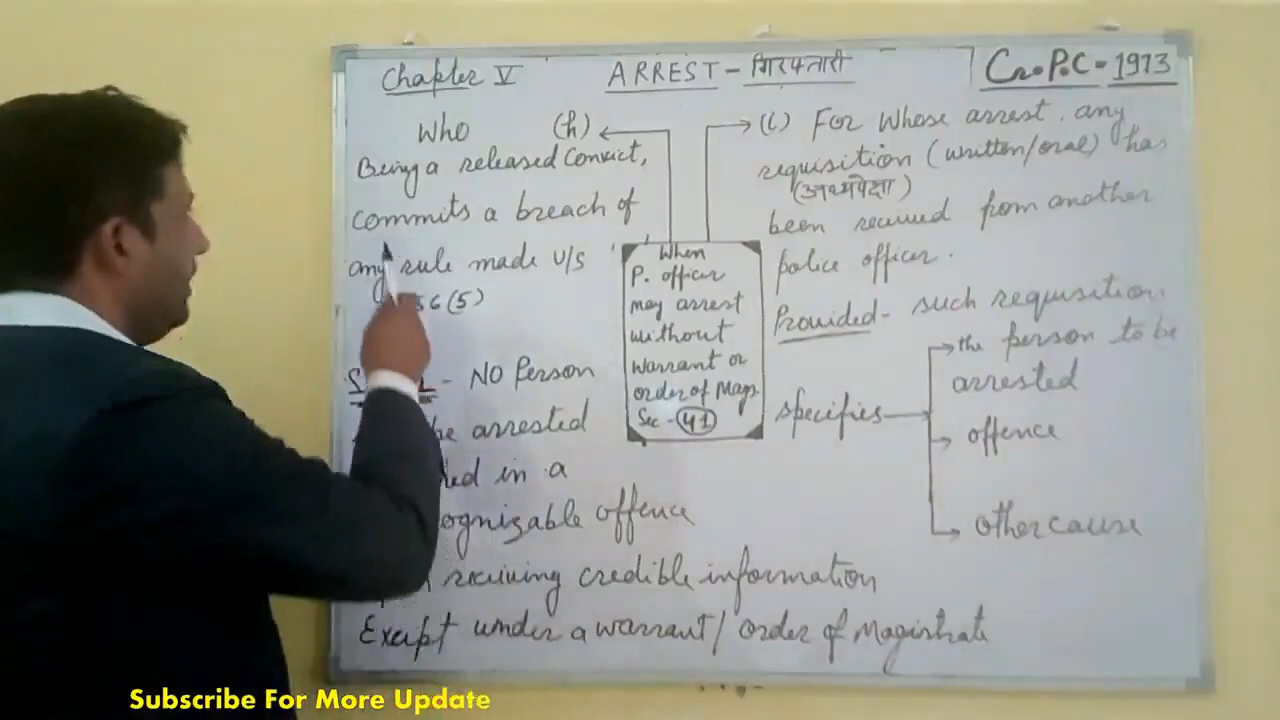 Chapter V
ARREST - गिरफ्तारी
Cr.P.C - 1973
Who (h)
Being a released Convict,
commits a breach of
any rule made U/S
56(5)
- NO Person
be arrested
in a
ognizable offence
receiving credible information
Except under a warrant/ order of Magistrate
When
P. officer
may arrest
without
warrant or
order of Mag.
Sec - 41
(i) For Whose arrest, any
requisition (written/oral) has
(अध्यपेक्षा)
been received from another
police officer.
Provided - such requisition
specifies
the person to be
arrested
offence
other cause
Subscribe For More Update